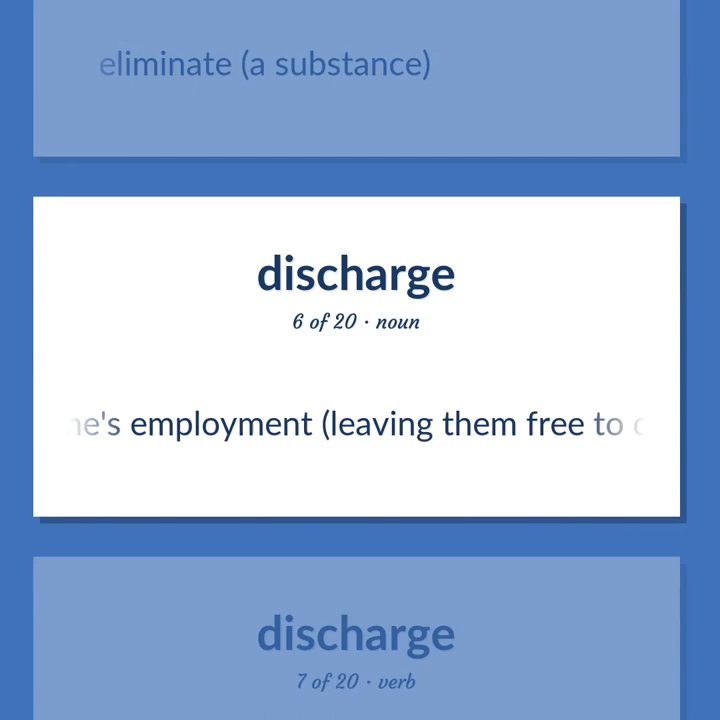 eliminate (a substance)
discharge
6 of 20 · noun
employment (leaving them free to
discharge
7 of 20 · verb